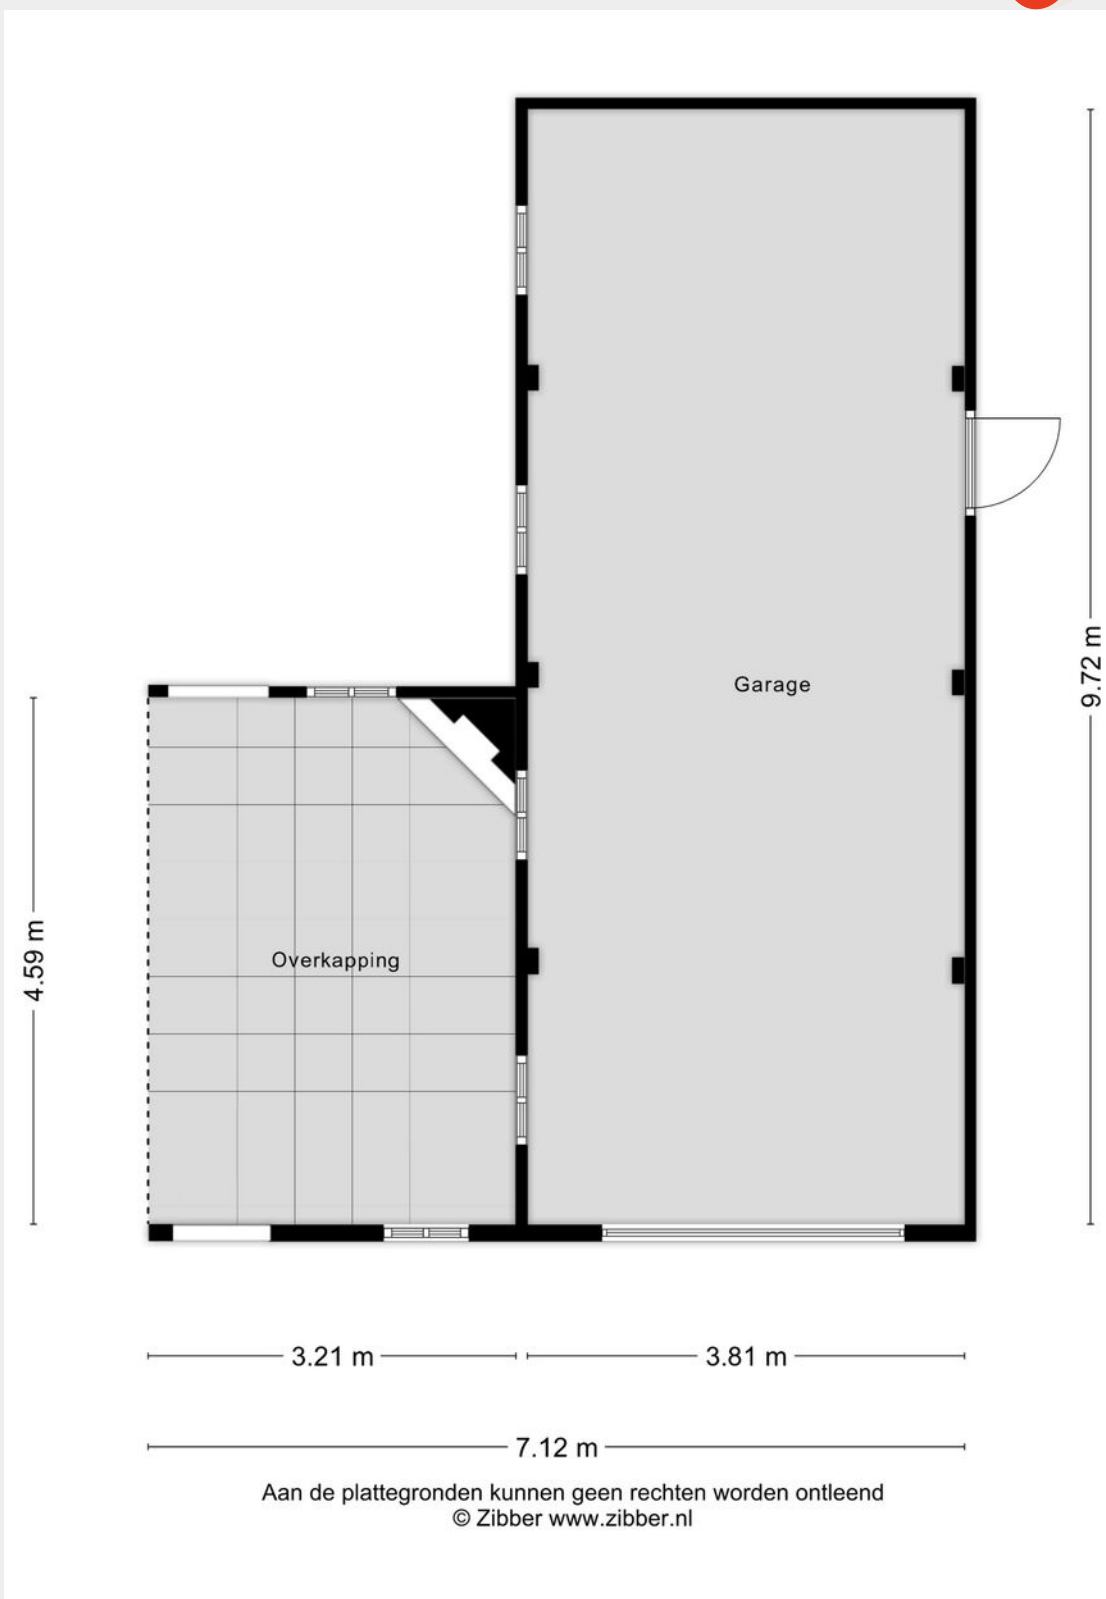 Garage
9.72 m
Overkapping
4.59 m
3.21 m
3.81 m
7.12 m
Aan de plattegronden kunnen geen rechten worden ontleend
© Zibber www.zibber.nl